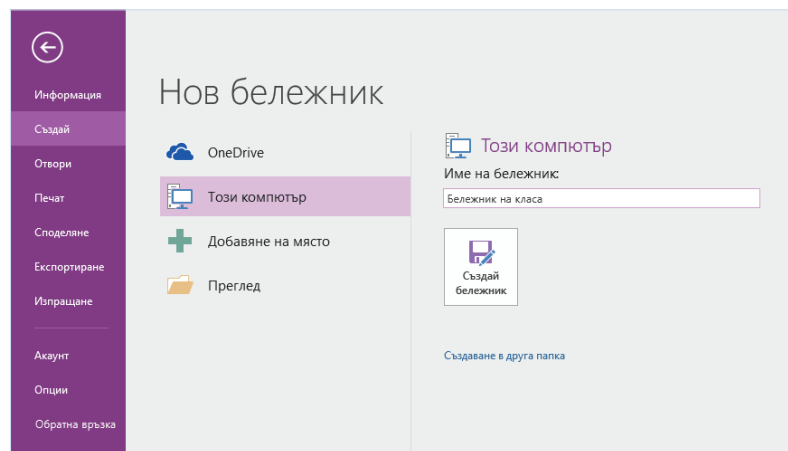 Информация
Създай
Отвори
Печат
Споделяне
Експортиране
Изпращане
Акаунт
Опции
Обратна връзка
Нов бележник
OneDrive
Този компютър
Добавяне на място
Преглед
Този компютър
Име на бележник:
Бележник на класа
Създай
бележник
Създаване в друга папка